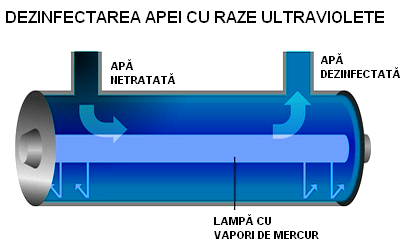 DEZINFECTAREA APEI CU RAZE ULTRAVIOLETE
APĂ
NETRATATĂ
APĂ
DEZINFECTATĂ
LAMPĂ CU
VAPORI DE MERCUR